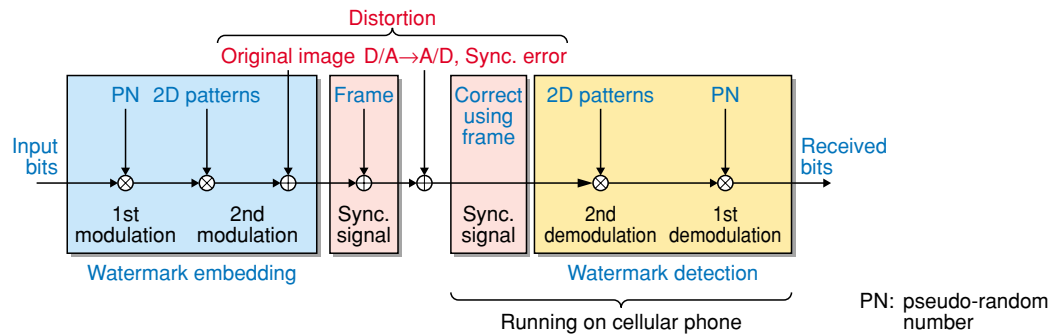 Distortion
Original image D/A→A/D, Sync. error
PN 2D patterns
Frame
Correct
using
frame
2D patterns
PN
Input
bits
Received
bits
1st
modulation
2nd
modulation
Sync.
signal
Sync.
signal
2nd
demodulation
1st
demodulation
Watermark embedding
Watermark detection
Running on cellular phone
PN: pseudo-random
number